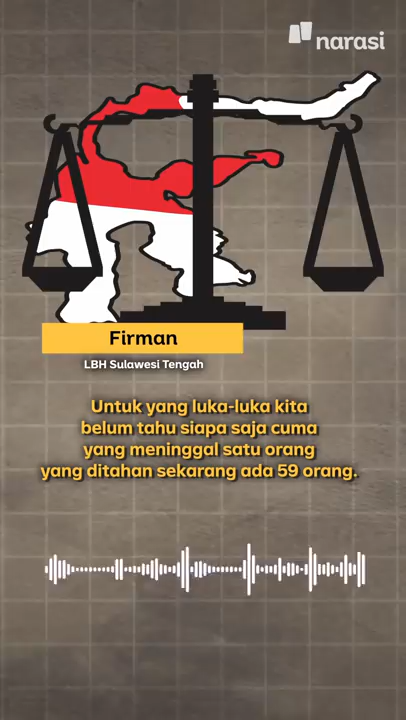 narasi
Firman
LBH Sulawesi Tengah
Untuk yang luka-luka kita
belum tahu siapa saja cuma
yang meninggal satu orang
yang ditahan sekarang ada 59 orang.